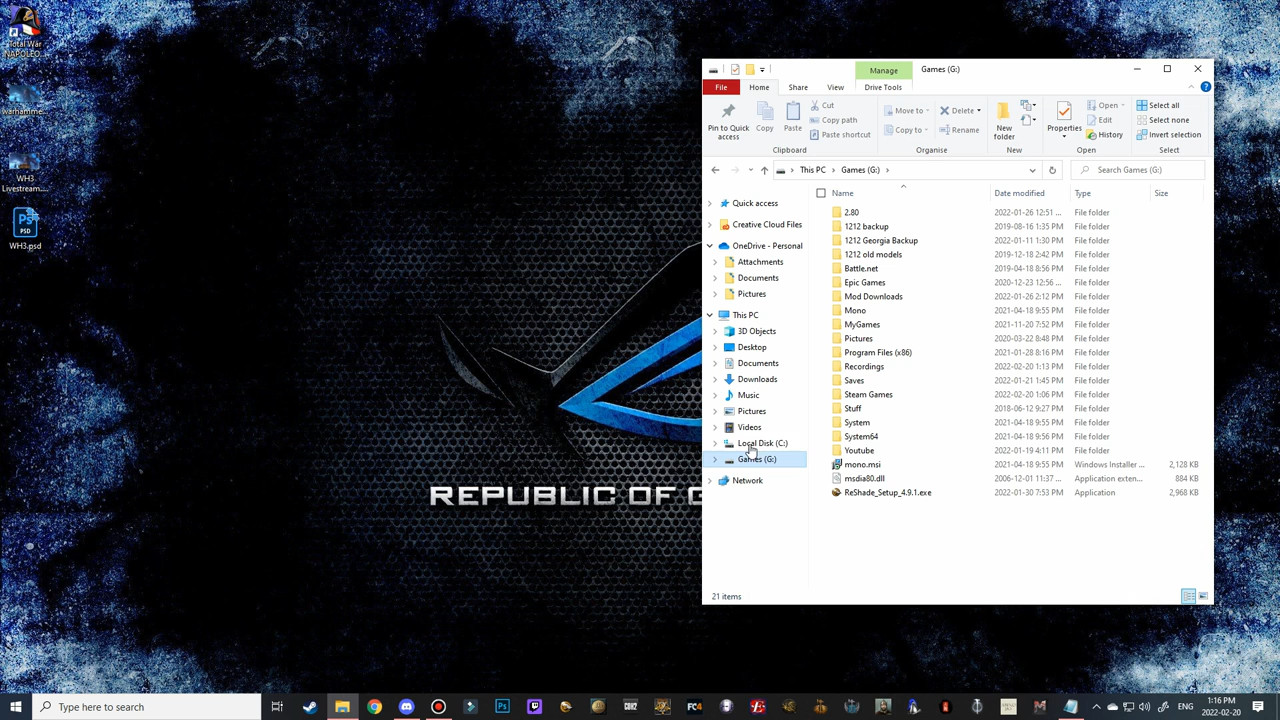 Total War
NAPOLEO...
warhamme...
WH3
Livestream...
PSD
WH3.psd
REPUBLIC OF G
Manage
Games (G:)
File
Home
Share
View
Drive Tools
Pin to Quick
access
Copy
Paste
Cut
Copy path
Paste shortcut
Clipboard
Move to
Copy to
Delete
Rename
Organise
New
folder
New
Properties
Open
Edit
History
Open
Select all
Select none
Invert selection
Select
This PC
Games (G:)
Search Games (G:)
Quick access
Creative Cloud Files
OneDrive - Personal
Attachments
Documents
Pictures
This PC
3D Objects
Desktop
Documents
Downloads
Music
Pictures
Videos
Local Disk (C:)
Games (G:)
Network
Name Date modified Type Size
2.80 2022-01-26 12:51 ... File folder
1212 backup 2019-08-16 1:35 PM File folder
1212 Georgia Backup 2022-01-11 1:30 PM File folder
1212 old models 2019-12-18 2:42 PM File folder
Battle.net 2019-04-18 8:56 PM File folder
Epic Games 2020-12-23 12:56 ... File folder
Mod Downloads 2022-01-26 2:12 PM File folder
Mono 2021-04-18 9:55 PM File folder
MyGames 2021-11-20 7:52 PM File folder
Pictures 2020-03-22 8:48 PM File folder
Program Files (x86) 2021-01-28 8:16 PM File folder
Recordings 2022-02-20 1:13 PM File folder
Saves 2022-01-21 1:45 PM File folder
Steam Games 2022-02-20 1:06 PM File folder
Stuff 2018-06-12 9:27 PM File folder
System 2021-04-18 9:55 PM File folder
System64 2021-04-18 9:56 PM File folder
Youtube 2022-01-19 4:11 PM File folder
mono.msi 2021-04-18 9:55 PM Windows Installer ... 2,128 KB
msdia80.dll 2006-12-01 11:37 ... Application exten... 884 KB
ReShade_Setup_4.9.1.exe 2022-01-30 7:53 PM Application 2,968 KB
21 items
Type here to search
Ps
DBZ
FC4
ENG
1:16 PM
2022-02-20